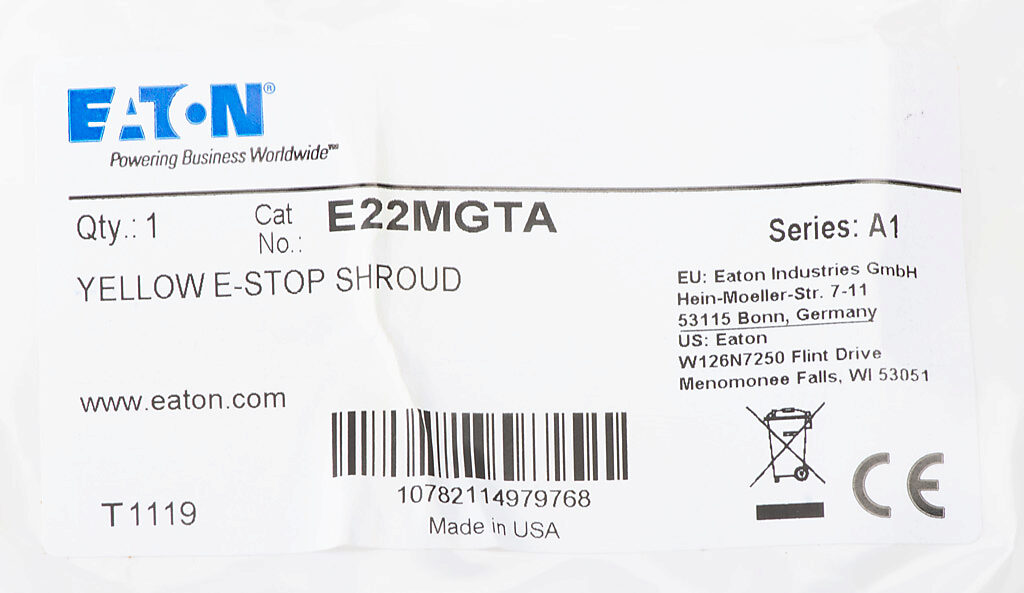 EATON®
Powering Business Worldwide™
Qty.: 1 Cat No.: E22MGTA Series: A1
YELLOW E-STOP SHROUD
EU: Eaton Industries GmbH
Hein-Moeller-Str. 7-11
53115 Bonn, Germany
US: Eaton
W126N7250 Flint Drive
Menomonee Falls, WI 53051
www.eaton.com
10782114979768
Made in USA
T1119
CE